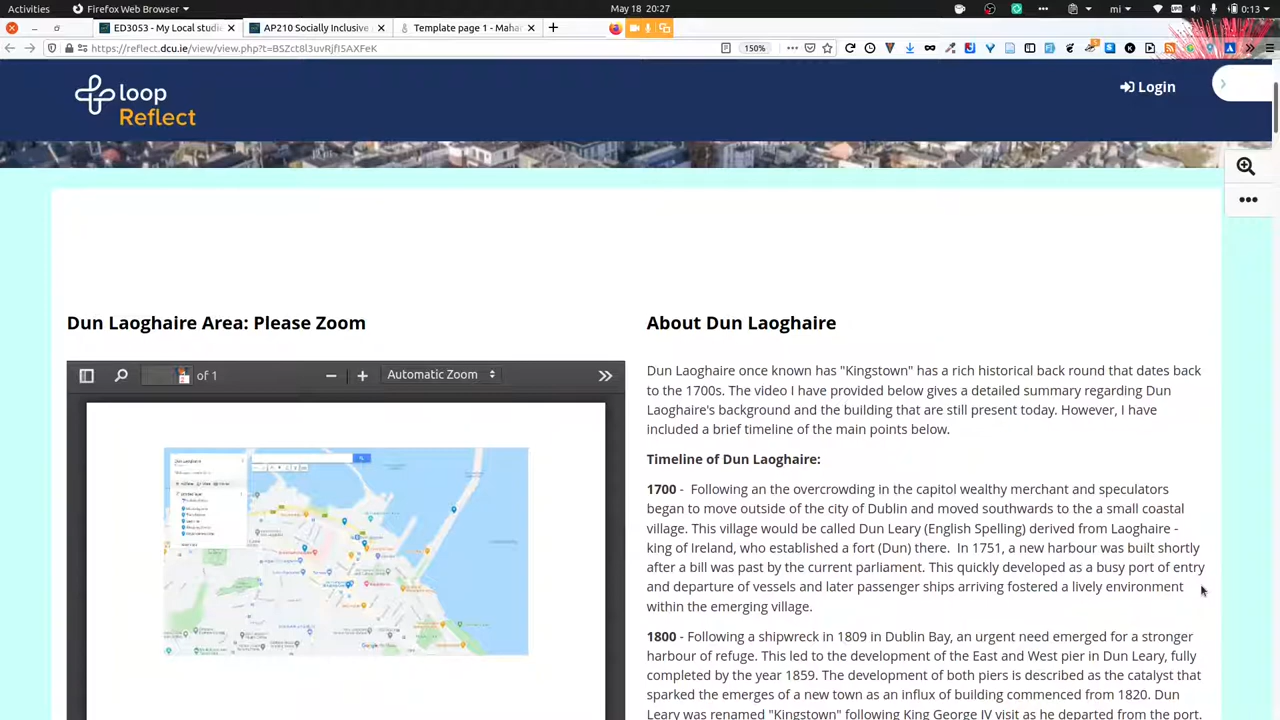 Activities Firefox Web Browser May 18 20:27 mi 0:13
ED3053 - My Local studi AP210 Socially Inclusive Template page 1 - Maha
https://reflect.dcu.ie/view/view.php?t=BSZct8l3uvRjfI5AXFeK 150%
loop
Reflect
Login
Dun Laoghaire Area: Please Zoom
of 1 Automatic Zoom
About Dun Laoghaire
Dun Laoghaire once known has "Kingstown" has a rich historical back round that dates back
to the 1700s. The video I have provided below gives a detailed summary regarding Dun
Laoghaire's background and the building that are still present today. However, I have
included a brief timeline of the main points below.
Timeline of Dun Laoghaire:
1700 - Following an the overcrowding in the capitol wealthy merchant and speculators
began to move outside of the city of Dublin and moved southwards to the a small coastal
village. This village would be called Dun Leary (English Spelling) derived from Laoghaire -
king of Ireland, who established a fort (Dun) there. In 1751, a new harbour was built shortly
after a bill was past by the current parliament. This quickly developed as a busy port of entry
and departure of vessels and later passenger ships arriving fostered a lively environment
within the emerging village.
1800 - Following a shipwreck in 1809 in Dublin Bay, an urgent need emerged for a stronger
harbour of refuge. This led to the development of the East and West pier in Dun Leary, fully
completed by the year 1859. The development of both piers is described as the catalyst that
sparked the emerges of a new town as an influx of building commenced from 1820. Dun
Leary was renamed "Kingstown" following King George IV visit as he departed from the port.